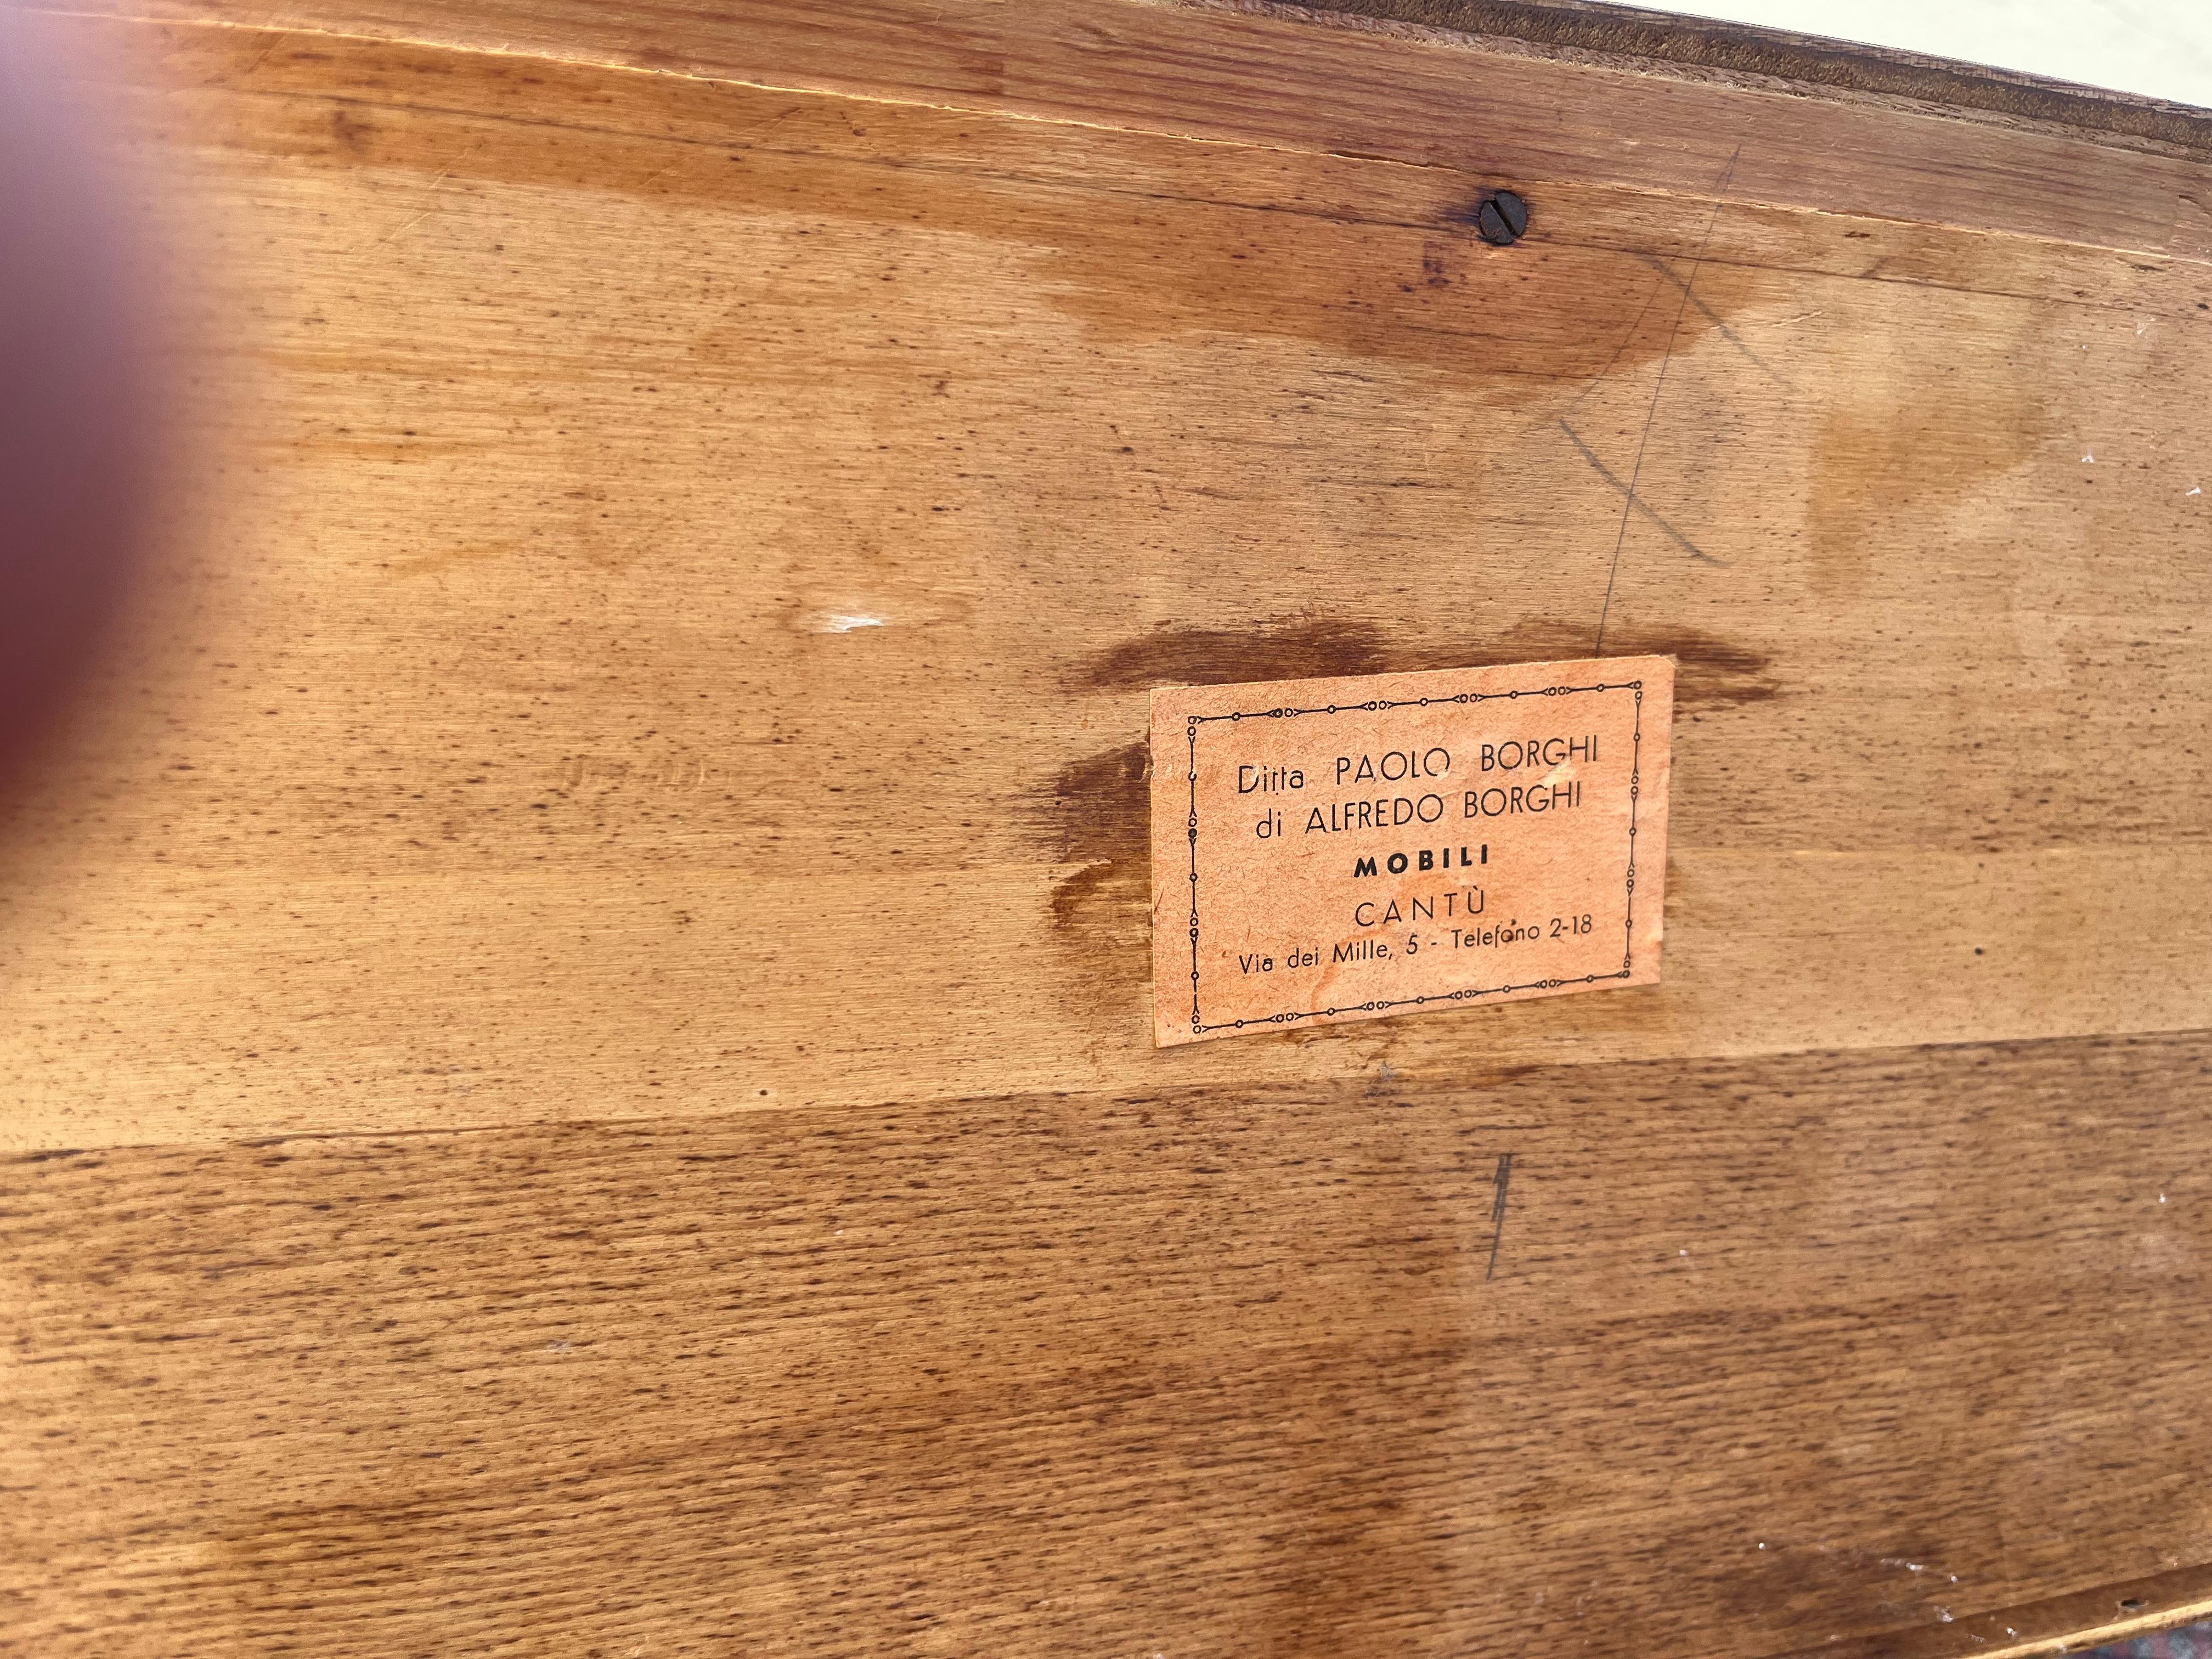 Ditta PAOLO BORGHI
di ALFREDO BORGHI
MOBILI
CANTÙ
Via dei Mille, 5 - Telefono 2-18